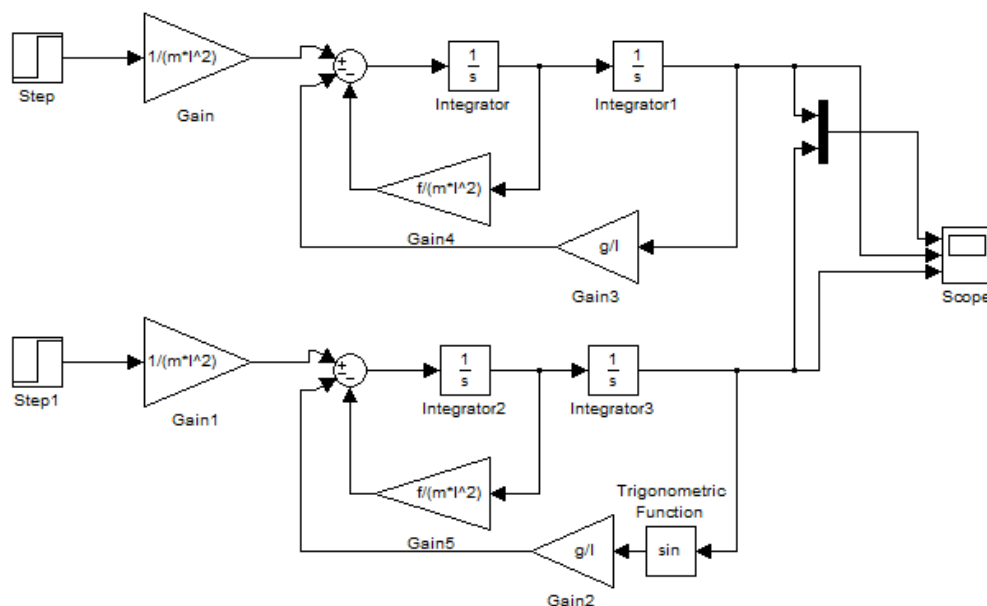 Step
1/(m*l^2)
Gain
+
−
−
1
s
Integrator
1
s
Integrator1
f/(m*l^2)
Gain4
g/l
Gain3
Scope
Step1
1/(m*l^2)
Gain1
+
−
−
1
s
Integrator2
1
s
Integrator3
f/(m*l^2)
Gain5
g/l
Gain2
Trigonometric
Function
sin